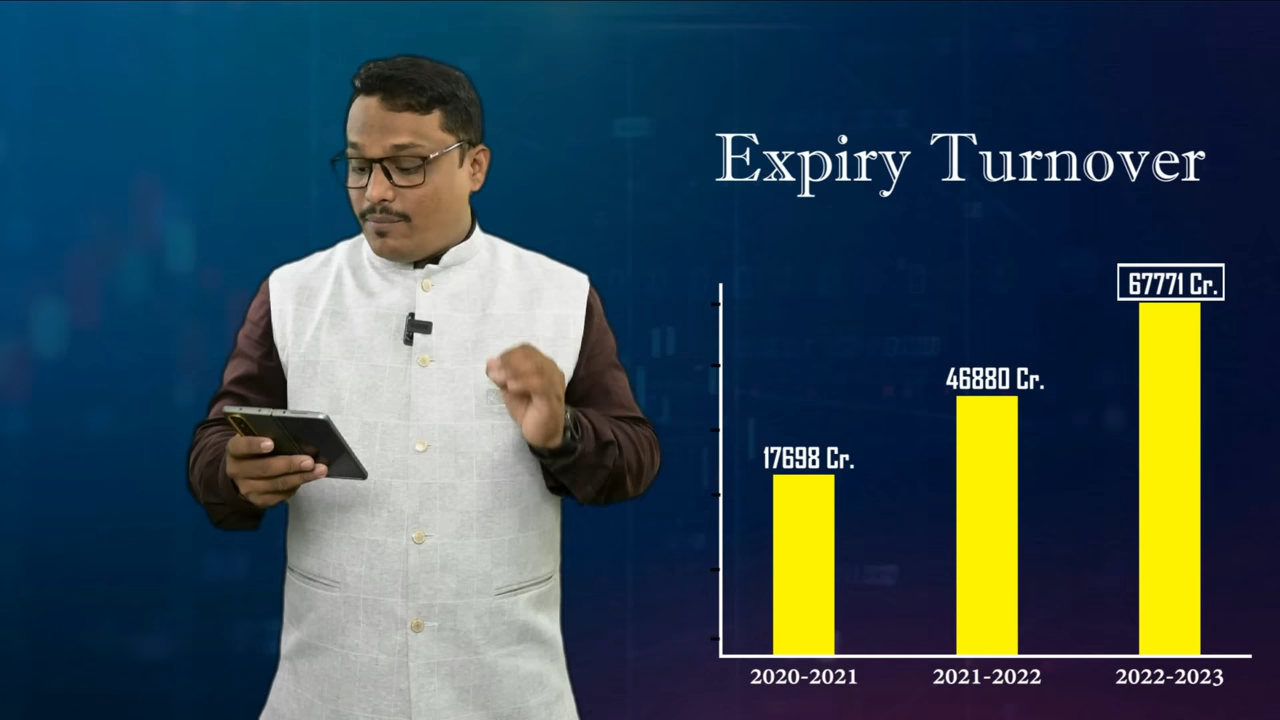 Expiry Turnover
67771 Cr.
46880 Cr.
17698 Cr.
2020-2021
2021-2022
2022-2023